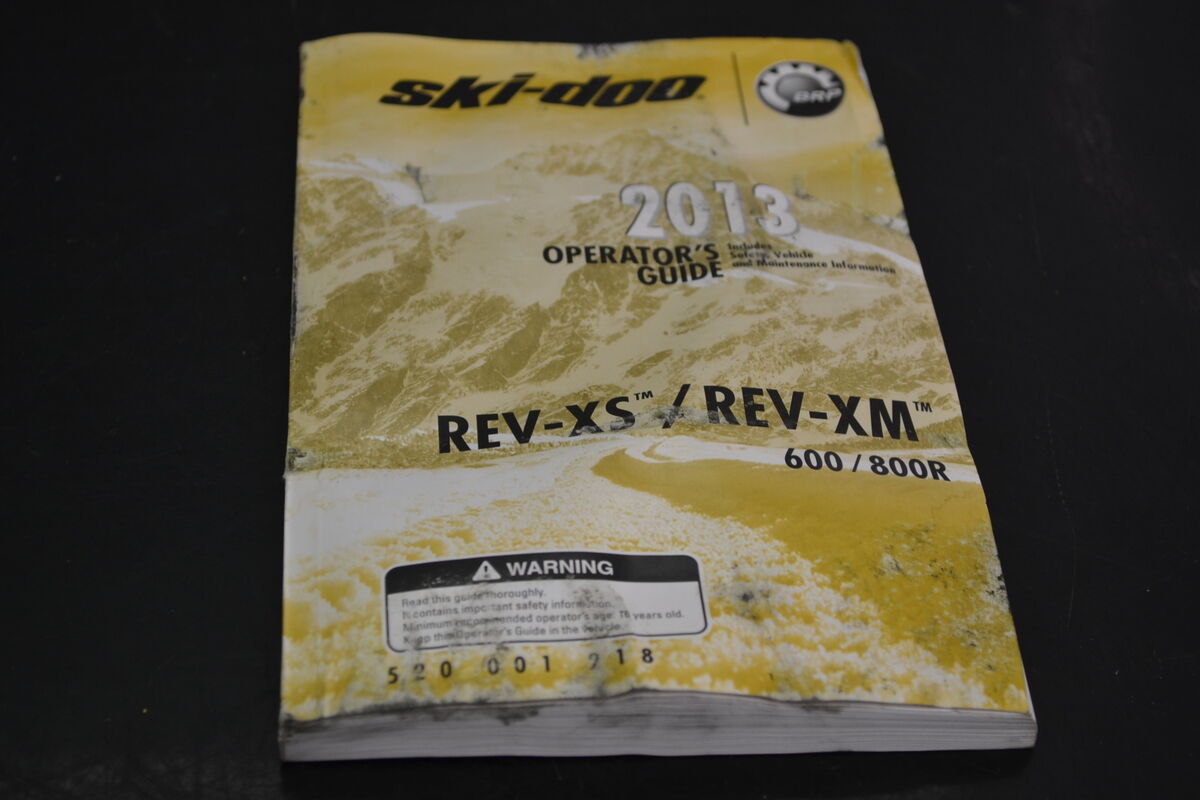 ski-doo
BRP
2013
OPERATOR'S GUIDE
Includes
Safety, Vehicle
and Maintenance Information
REV-XS™ / REV-XM™
600 / 800R
WARNING
Read this guide thoroughly.
It contains important safety information.
Minimum recommended operator's age: 16 years old.
Keep this Operator's Guide in the vehicle.
520 001 218